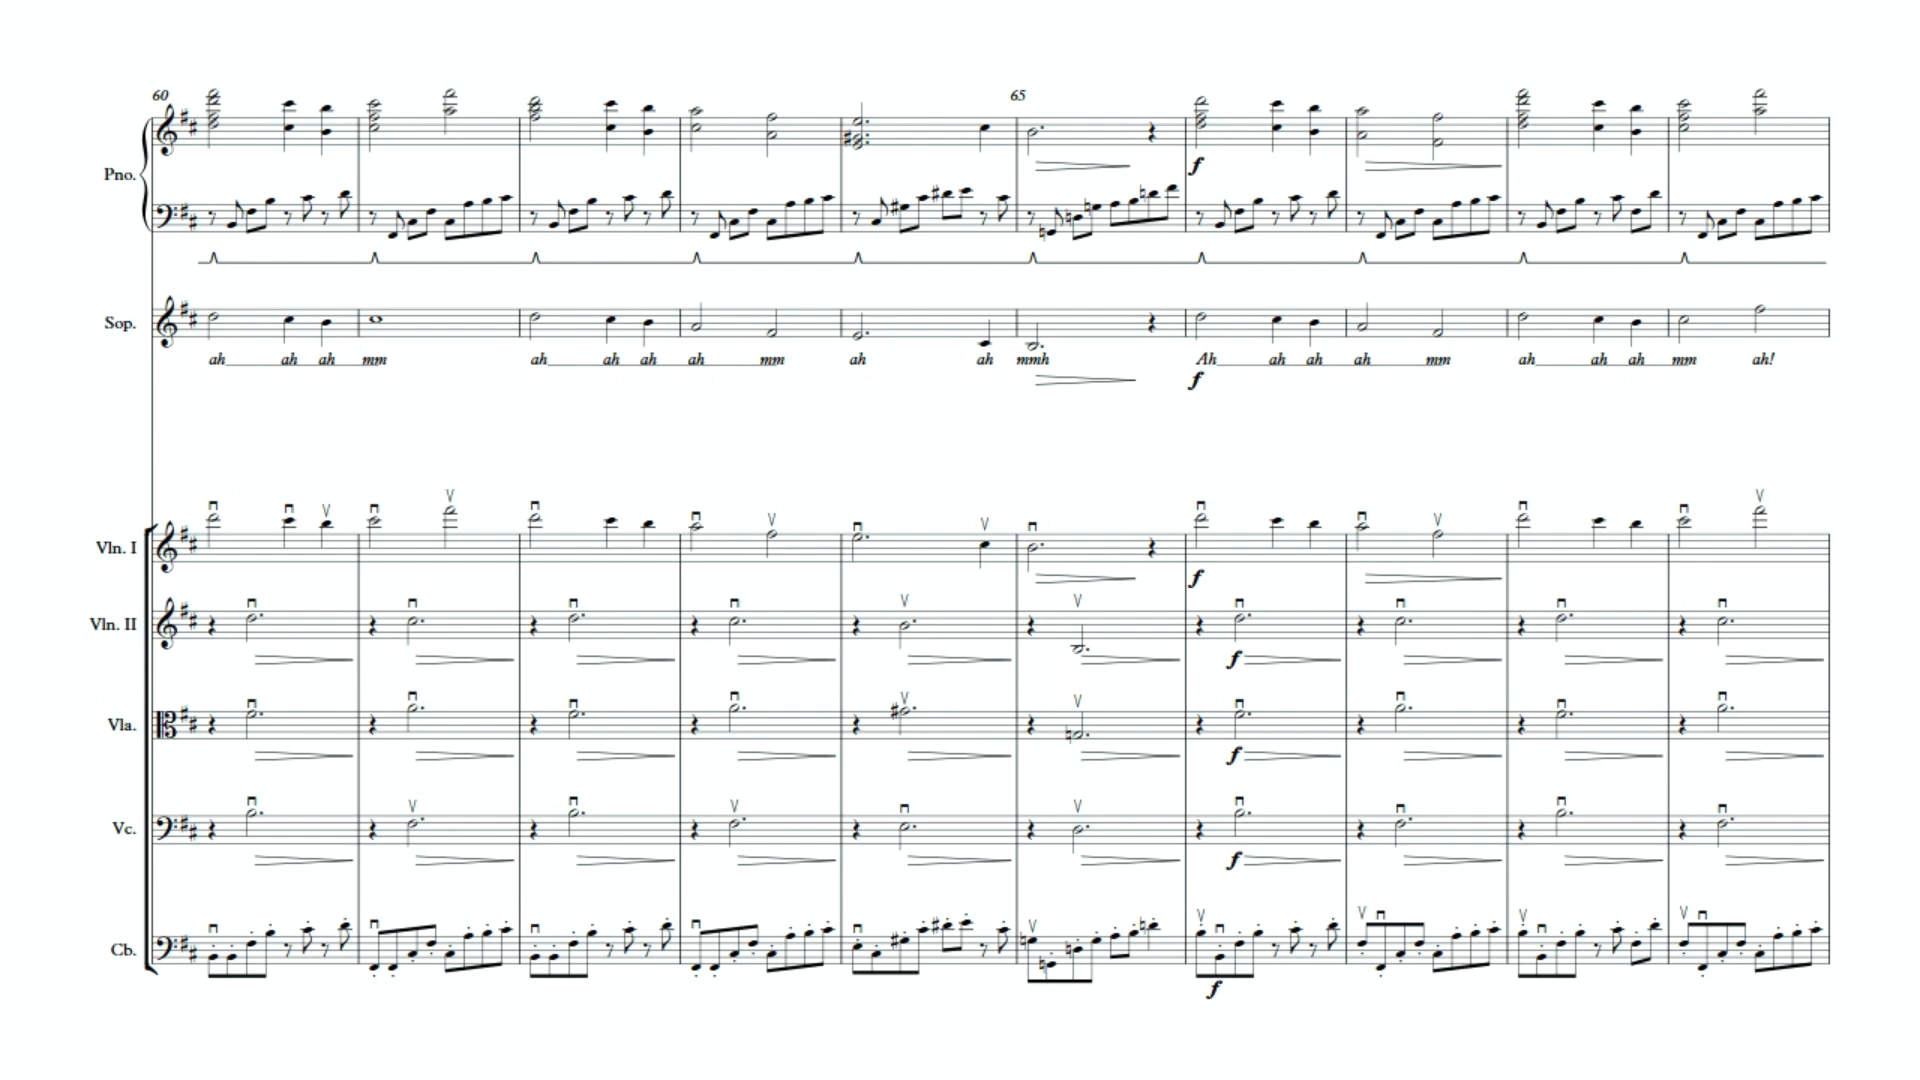 60
65
Pno.
f
Sop.
ah ah ah mm ah ah ah ah mm ah ah mmh Ah ah ah ah mm ah ah ah mm ah!
f
Vln. I
f
Vln. II
f
Vla.
f
Vc.
f
Cb.
f